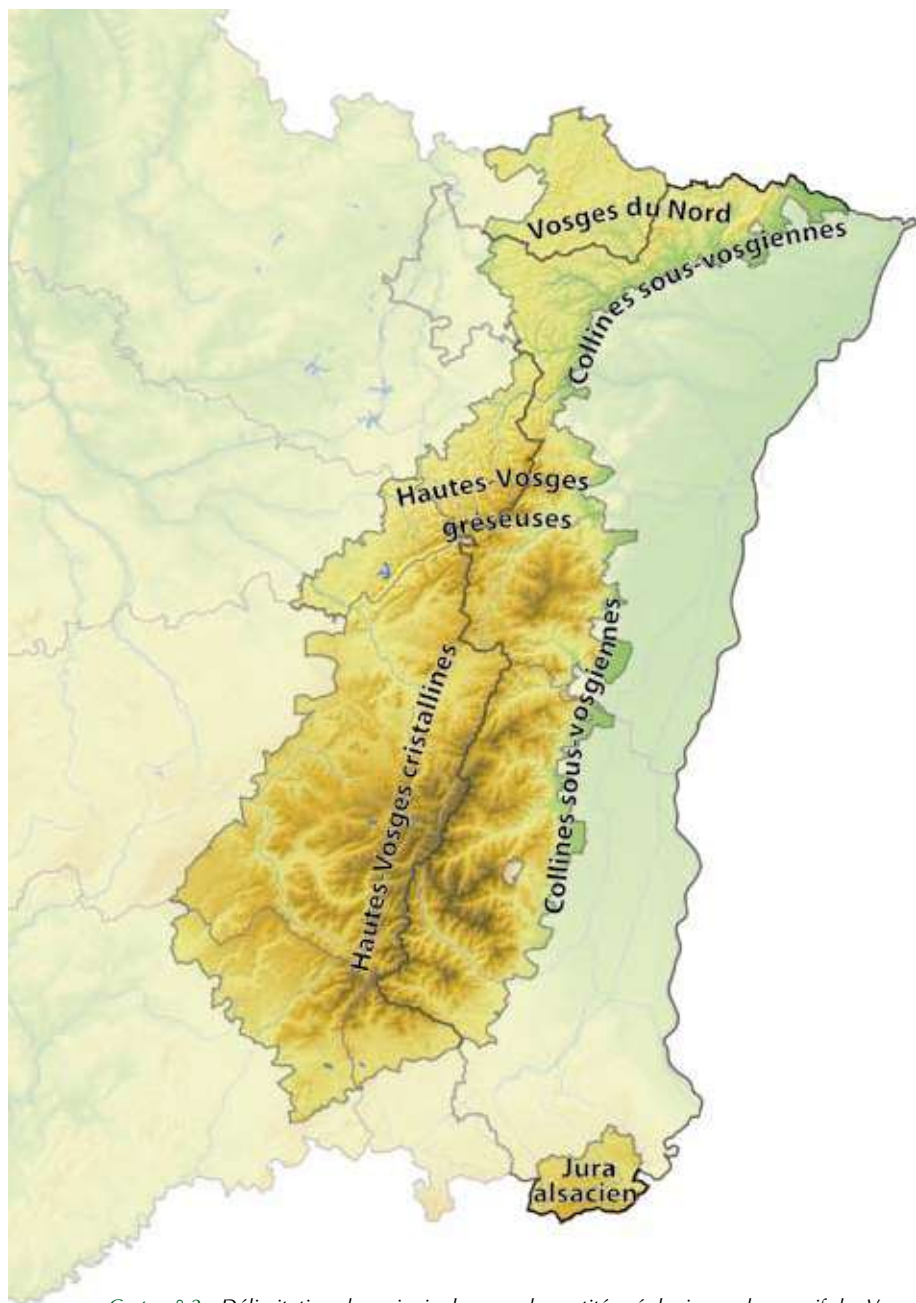 Vosges du Nord
Collines sous-vosgiennes
Hautes-Vosges
gréseuses
Hautes-Vosges cristallines
Collines sous-vosgiennes
Jura
alsacien